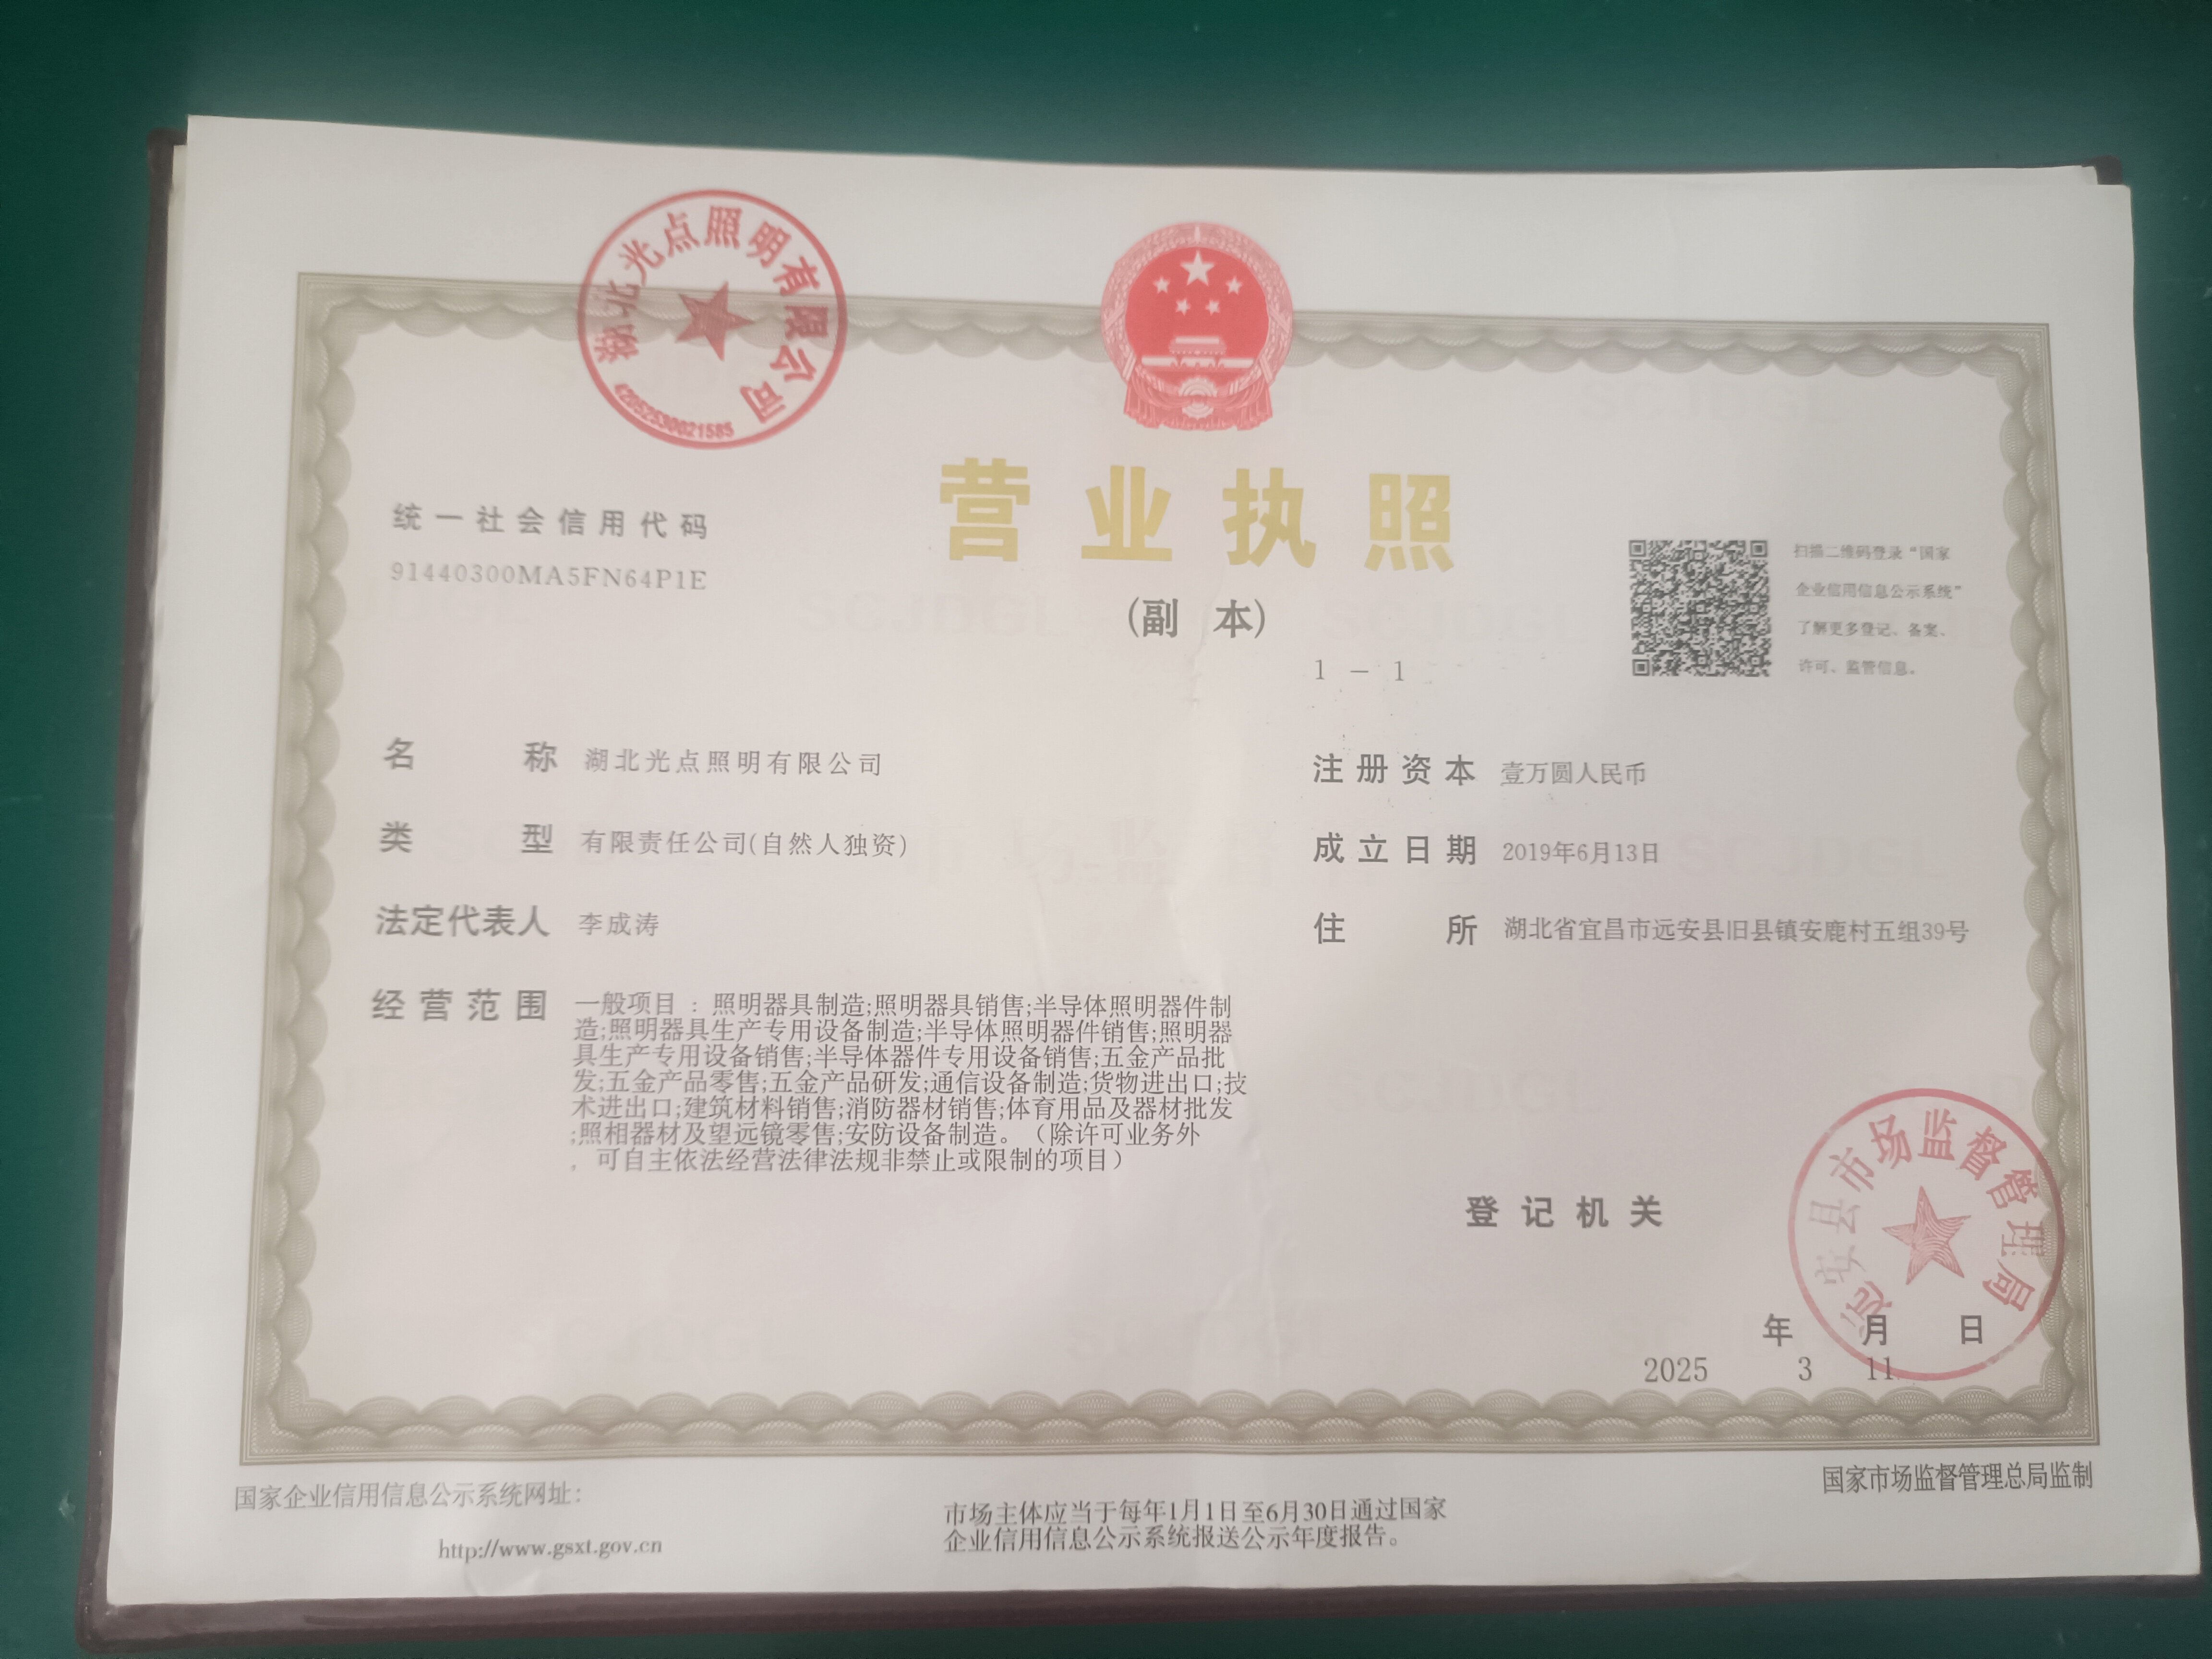 湖北光点照明有限公司
42052530021585
营业执照
(副 本)
1 - 1
统一社会信用代码
91440300MA5FN64P1E
扫描二维码登录“国家
企业信用信息公示系统”
了解更多登记、备案、
许可、监管信息。
名 称 湖北光点照明有限公司
类 型 有限责任公司(自然人独资)
法定代表人 李成涛
经营范围 一般项目 : 照明器具制造;照明器具销售;半导体照明器件制
造;照明器具生产专用设备制造;半导体照明器件销售;照明器
具生产专用设备销售;半导体器件专用设备销售;五金产品批
发;五金产品零售;五金产品研发;通信设备制造;货物进出口;技
术进出口;建筑材料销售;消防器材销售;体育用品及器材批发
;照相器材及望远镜零售;安防设备制造。（除许可业务外
，可自主依法经营法律法规非禁止或限制的项目）
注册资本 壹万圆人民币
成立日期 2019年6月13日
住 所 湖北省宜昌市远安县旧县镇安鹿村五组39号
登记机关
远安县市场监督管理局
年 月 日
2025 3 11
国家企业信用信息公示系统网址：
http://www.gsxt.gov.cn
市场主体应当于每年1月1日至6月30日通过国家
企业信用信息公示系统报送公示年度报告。
国家市场监督管理总局监制